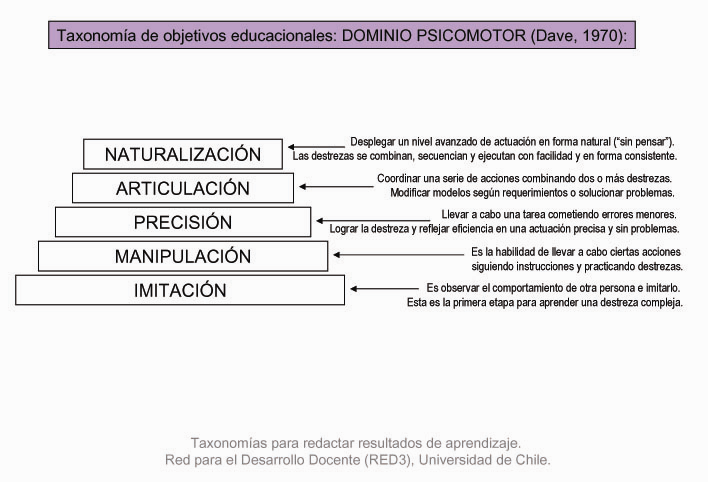 Taxonomía de objetivos educacionales: DOMINIO PSICOMOTOR (Dave, 1970):
NATURALIZACIÓN
Desplegar un nivel avanzado de actuación en forma natural (“sin pensar”).
Las destrezas se combinan, secuencian y ejecutan con facilidad y en forma consistente.
ARTICULACIÓN
Coordinar una serie de acciones combinando dos o más destrezas.
Modificar modelos según requerimientos o solucionar problemas.
PRECISIÓN
Llevar a cabo una tarea cometiendo errores menores.
Lograr la destreza y reflejar eficiencia en una actuación precisa y sin problemas.
MANIPULACIÓN
Es la habilidad de llevar a cabo ciertas acciones
siguiendo instrucciones y practicando destrezas.
IMITACIÓN
Es observar el comportamiento de otra persona e imitarlo.
Esta es la primera etapa para aprender una destreza compleja.
Taxonomías para redactar resultados de aprendizaje.
Red para el Desarrollo Docente (RED3), Universidad de Chile.